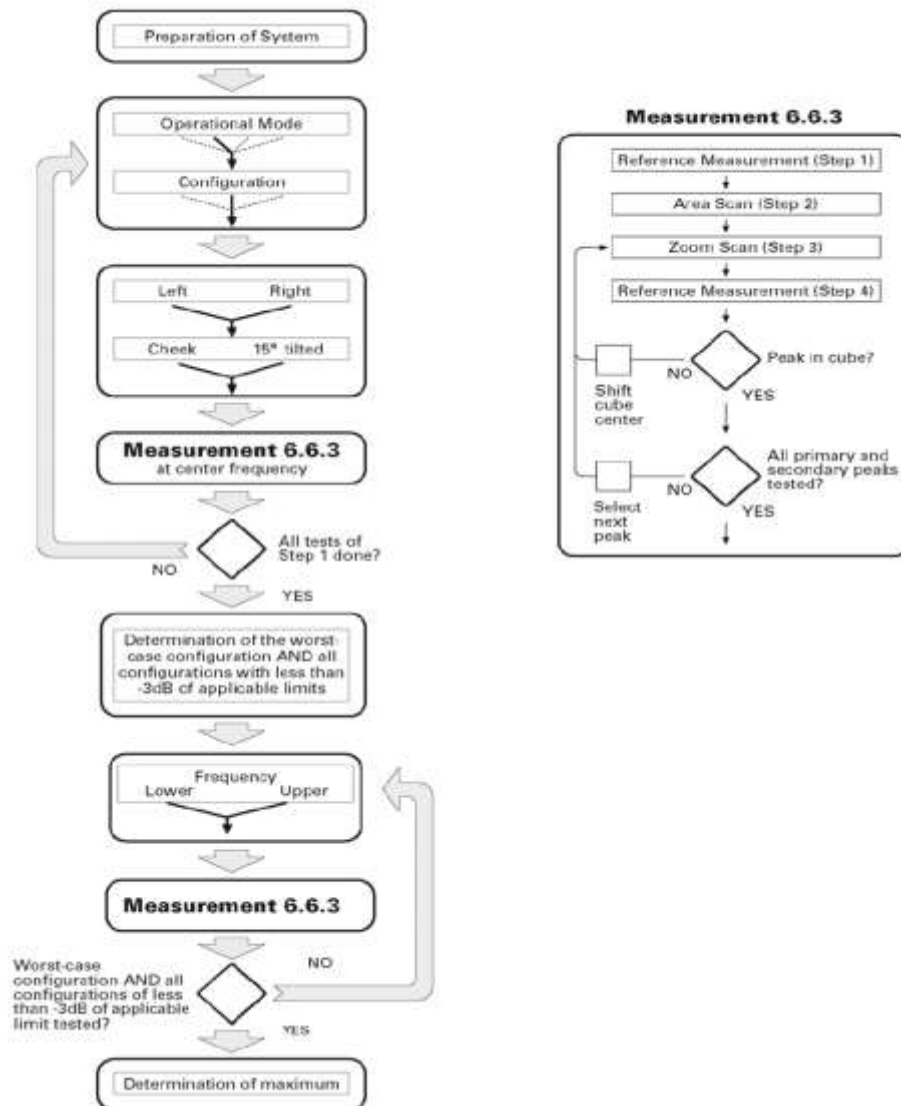 Preparation of System
Operational Mode
Configuration
Left Right
Cheek 15° tilted
Measurement 6.6.3
at center frequency
All tests of
Step 1 done?
NO
YES
Determination of the worst-
case configuration AND all
configurations with less than
-3dB of applicable limits
Frequency
Lower Upper
Measurement 6.6.3
Worst-case
configuration AND all
configurations of less
than -3dB of applicable
limit tested?
NO
YES
Determination of maximum
Measurement 6.6.3
Reference Measurement (Step 1)
Area Scan (Step 2)
Zoom Scan (Step 3)
Reference Measurement (Step 4)
Peak in cube?
NO
YES
Shift
cube
center
All primary and
secondary peaks
tested?
NO
YES
Select
next
peak